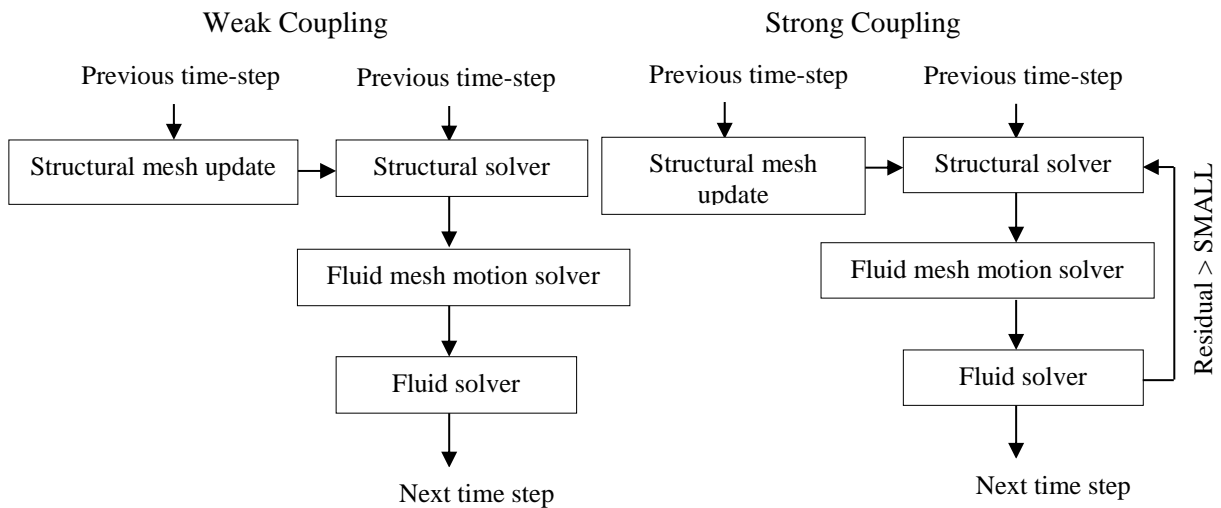 Weak Coupling
Previous time-step
Previous time-step
Structural mesh update
Structural solver
Fluid mesh motion solver
Fluid solver
Next time step
Strong Coupling
Previous time-step
Previous time-step
Structural mesh
update
Structural solver
Fluid mesh motion solver
Fluid solver
Residual > SMALL
Next time step